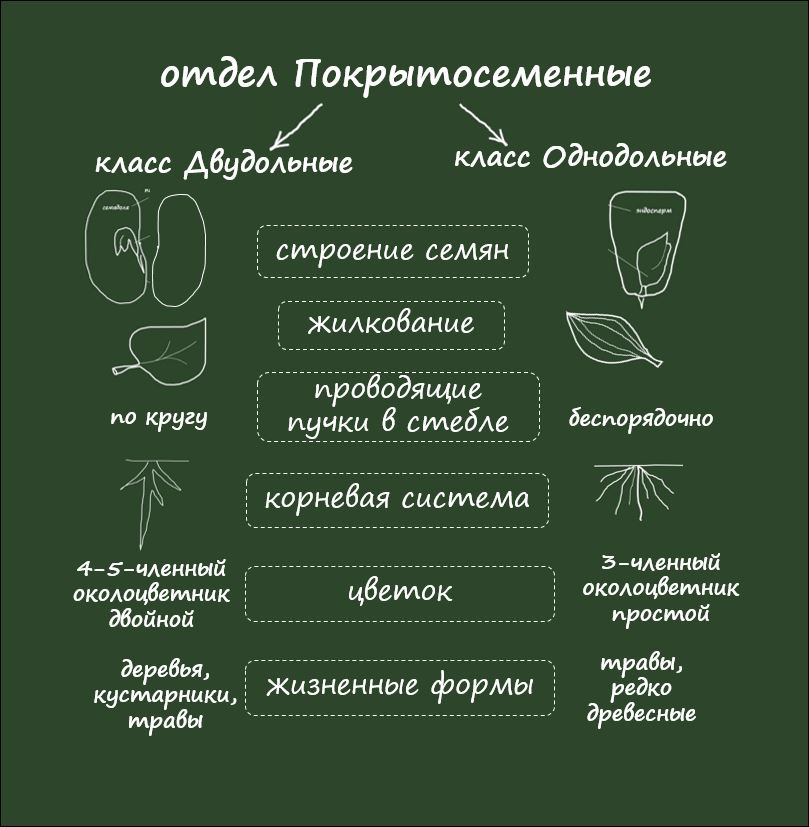 отдел Покрытосеменные
класс Двудольные
класс Однодольные
семядоля
эндосперм
строение семян
жилкование
проводящие
пучки в стебле
по кругу
беспорядочно
корневая система
4-5-членный
околоцветник
двойной
цветок
3-членный
околоцветник
простой
деревья,
кустарники,
травы
жизненные формы
травы,
редко
древесные